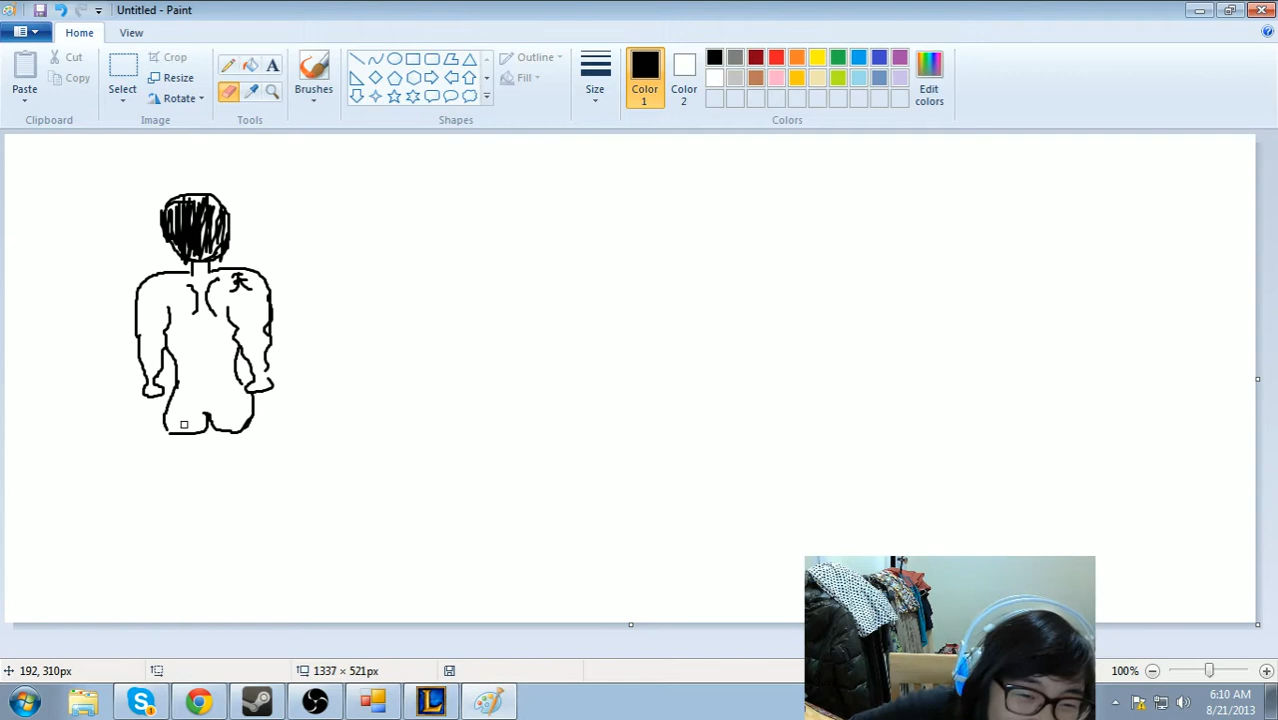 Untitled - Paint
Home View
Paste
Cut
Copy
Clipboard
Select
Crop
Resize
Rotate
Image
A
Tools
Brushes
Outline
Fill
Shapes
Size
Color 1
Color 2
Edit colors
Colors
天
192, 310px
1337 × 521px
100%
6:10 AM
8/21/2013